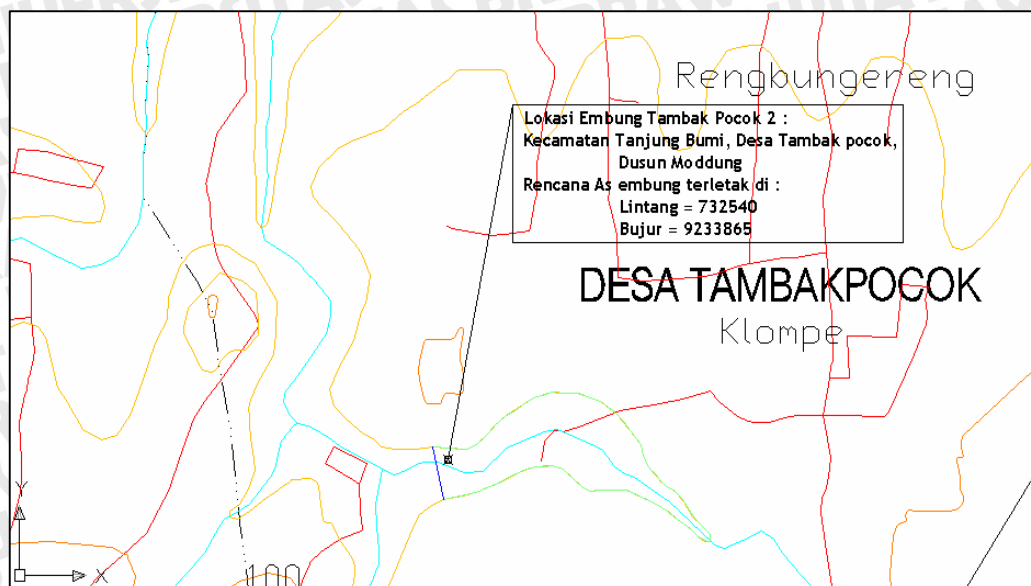 Rengbungereng
Lokasi Embung Tambak Pocok 2 :
Kecamatan Tanjung Bumi, Desa Tambak pocok,
Dusun Moddung
Rencana As embung terletak di :
Lintang = 732540
Bujur = 9233865
DESA TAMBAKPOCOK
Klompe
Y
X
100